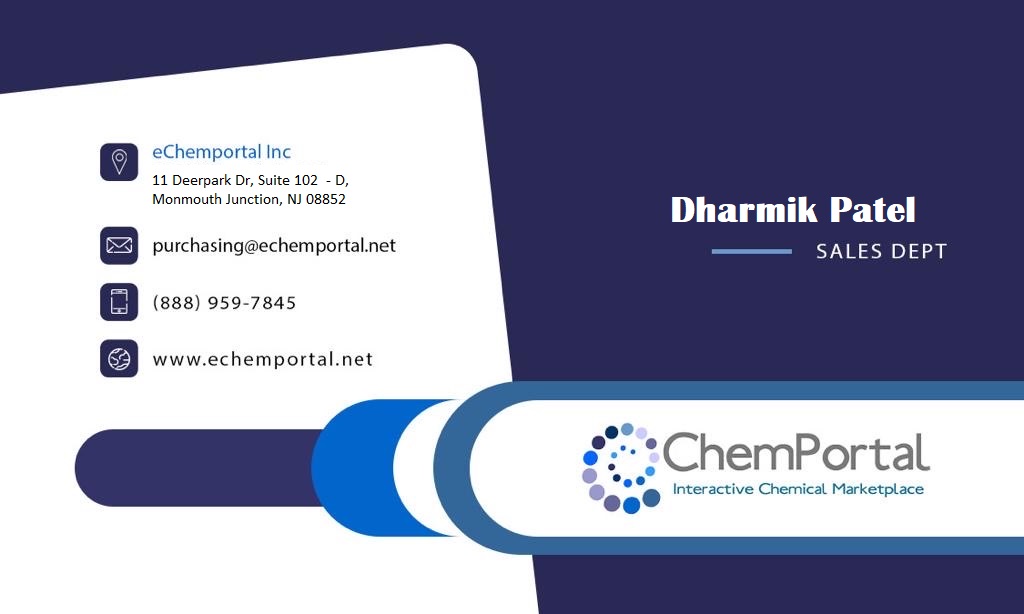 eChemportal Inc
11 Deerpark Dr, Suite 102 - D,
Monmouth Junction, NJ 08852
purchasing@echemportal.net
(888) 959-7845
www.echemportal.net
Dharmik Patel
SALES DEPT
ChemPortal
Interactive Chemical Marketplace